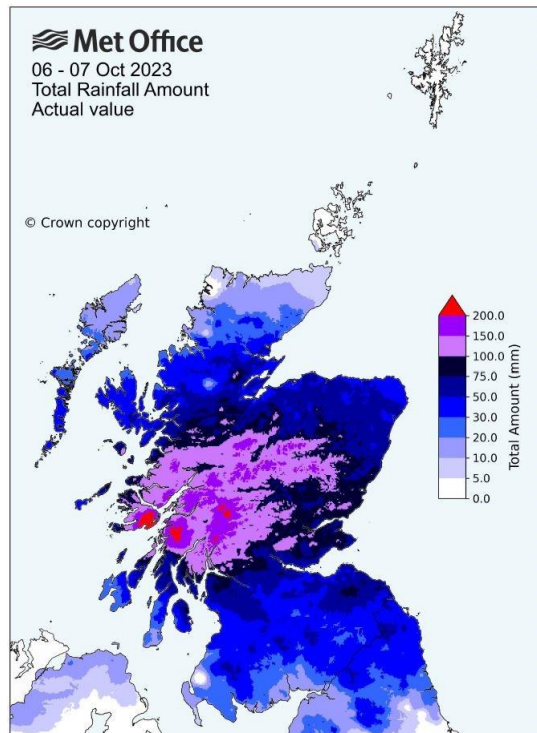 Met Office
06 - 07 Oct 2023
Total Rainfall Amount
Actual value
© Crown copyright
200.0
150.0
100.0
75.0
50.0
30.0
20.0
10.0
5.0
0.0
Total Amount (mm)